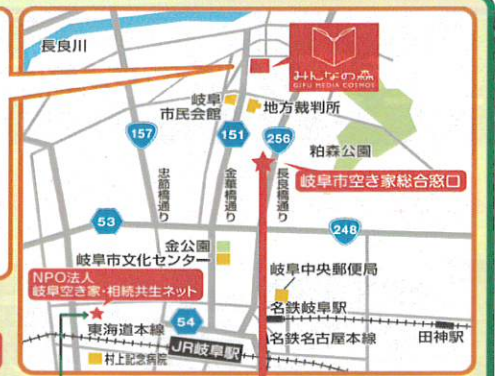 長良川
みんなの森
GIFU MEDIA COSMOS
岐阜
市民会館
地方裁判所
157
151
256
粕森公園
岐阜市空き家総合窓口
忠節橋通り
金華橋通り
長良橋通り
53
248
金公園
岐阜市文化センター
NPO法人
岐阜空き家・相続共生ネット
岐阜中央郵便局
名鉄岐阜駅
東海道本線
54
JR岐阜駅
名鉄名古屋本線
田神駅
村上記念病院